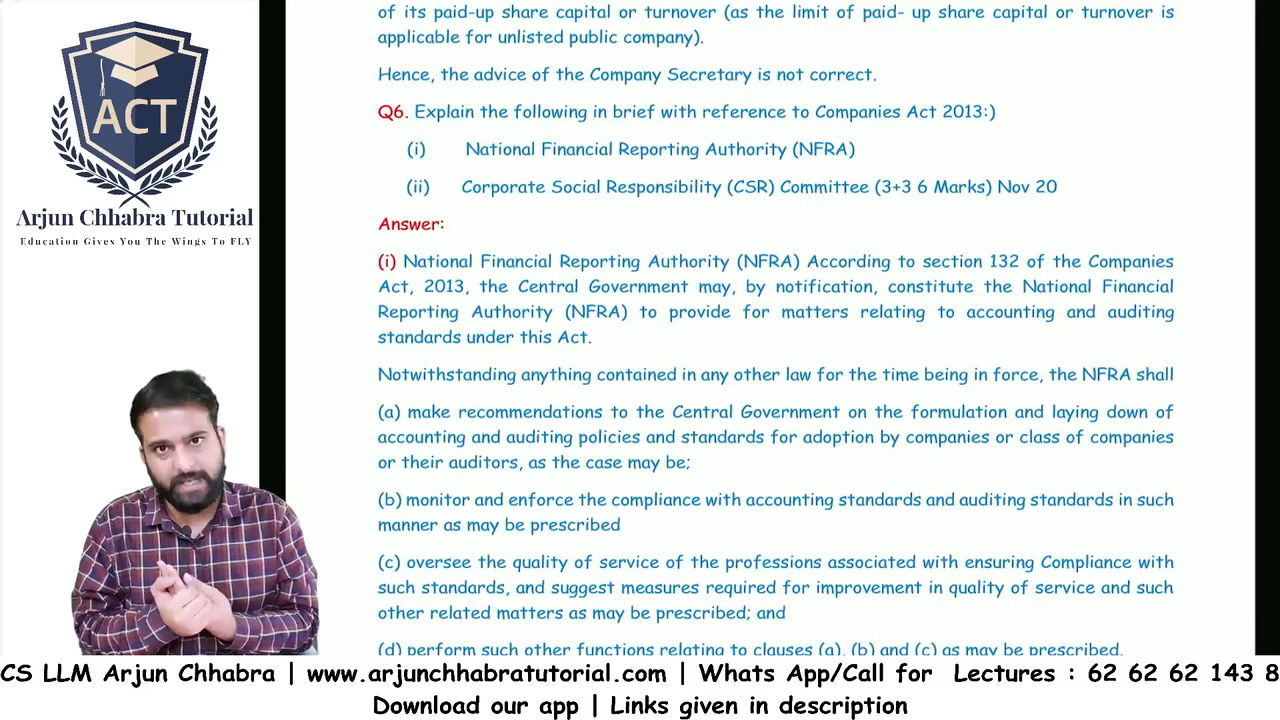 of its paid-up share capital or turnover (as the limit of paid- up share capital or turnover is
applicable for unlisted public company).
Hence, the advice of the Company Secretary is not correct.
Q6. Explain the following in brief with reference to Companies Act 2013:)
(i) National Financial Reporting Authority (NFRA)
(ii) Corporate Social Responsibility (CSR) Committee (3+3 6 Marks) Nov 20
Answer:
(i) National Financial Reporting Authority (NFRA) According to section 132 of the Companies
Act, 2013, the Central Government may, by notification, constitute the National Financial
Reporting Authority (NFRA) to provide for matters relating to accounting and auditing
standards under this Act.
Notwithstanding anything contained in any other law for the time being in force, the NFRA shall
(a) make recommendations to the Central Government on the formulation and laying down of
accounting and auditing policies and standards for adoption by companies or class of companies
or their auditors, as the case may be;
(b) monitor and enforce the compliance with accounting standards and auditing standards in such
manner as may be prescribed
(c) oversee the quality of service of the professions associated with ensuring Compliance with
such standards, and suggest measures required for improvement in quality of service and such
other related matters as may be prescribed; and
(d) perform such other functions relating to clauses (a), (b) and (c) as may be prescribed.
ACT
Arjun Chhabra Tutorial
Education Gives You The Wings To FLY
CS LLM Arjun Chhabra | www.arjunchhabratutorial.com | Whats App/Call for Lectures : 62 62 62 143 8
Download our app | Links given in description